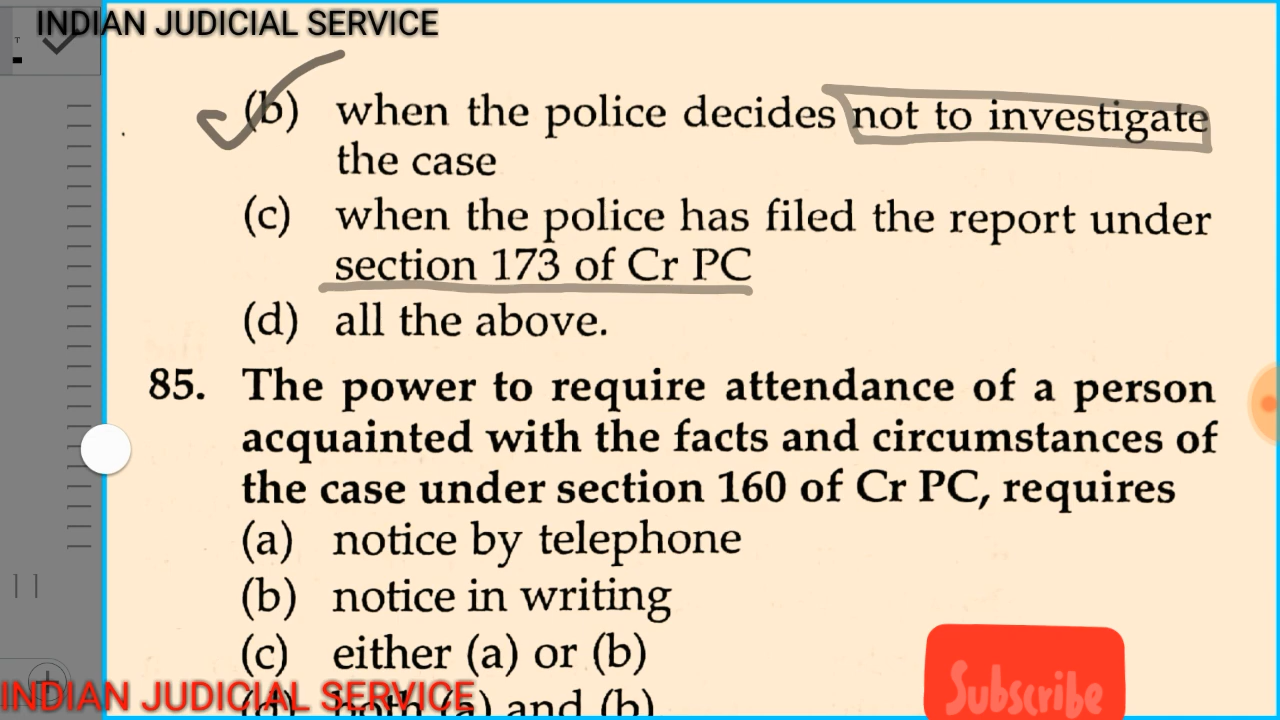 INDIAN JUDICIAL SERVICE
T
(b) when the police decides not to investigate
the case
(c) when the police has filed the report under
section 173 of Cr PC
(d) all the above.
85. The power to require attendance of a person
acquainted with the facts and circumstances of
the case under section 160 of Cr PC, requires
(a) notice by telephone
(b) notice in writing
11
(c) either (a) or (b)
(d) both (a) and (b)
INDIAN JUDICIAL SERVICE
Subscribe